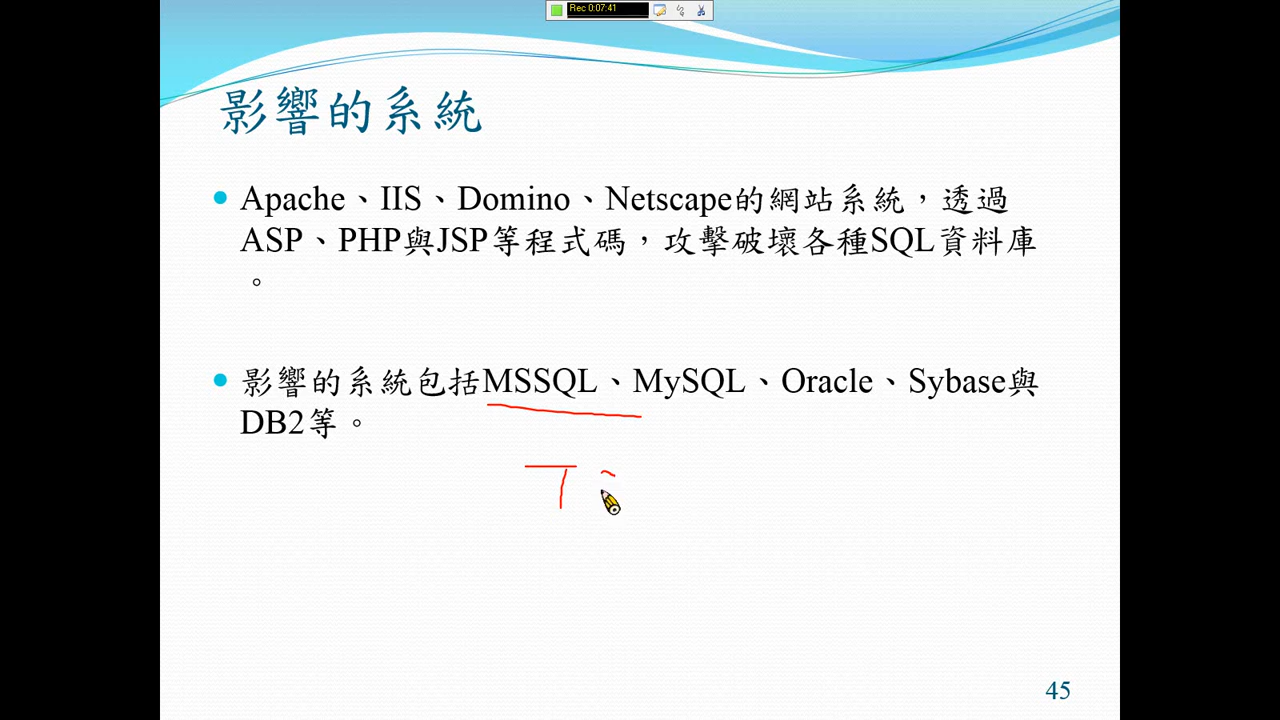 Rec 0:07:41
影響的系統
Apache、IIS、Domino、Netscape的網站系統，透過
ASP、PHP與JSP等程式碼，攻擊破壞各種SQL資料庫
。
影響的系統包括MSSQL、MySQL、Oracle、Sybase與
DB2等。
T
45